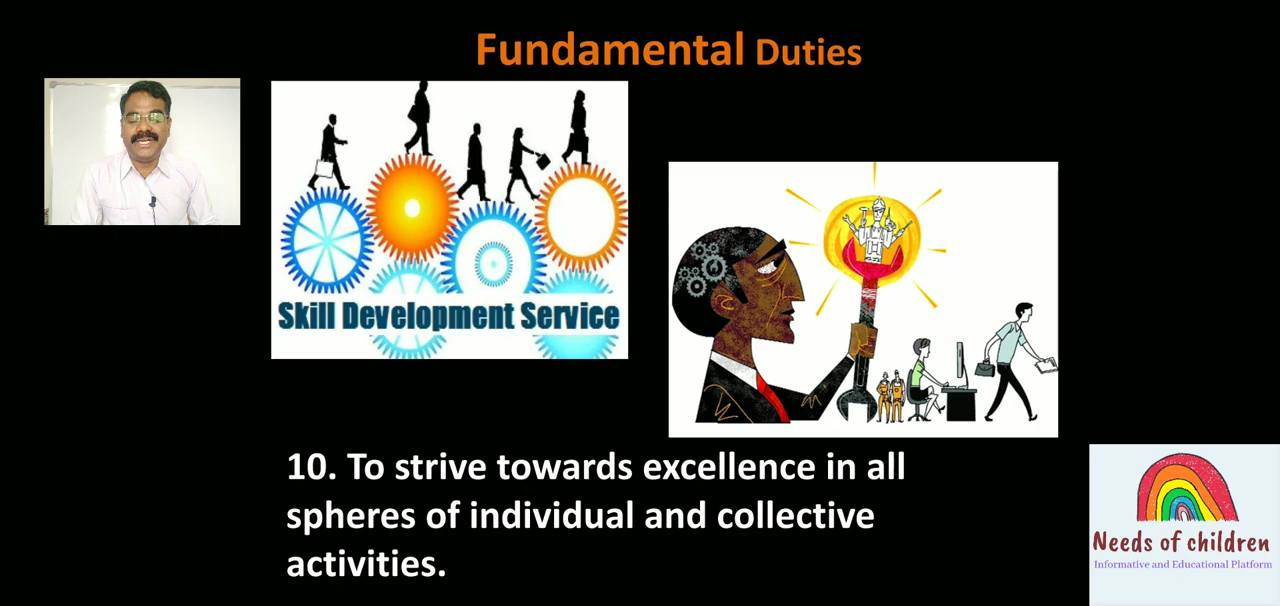 Fundamental Duties
Skill Development Service
10. To strive towards excellence in all
spheres of individual and collective
activities.
Needs of children
Informative and Educational Platform